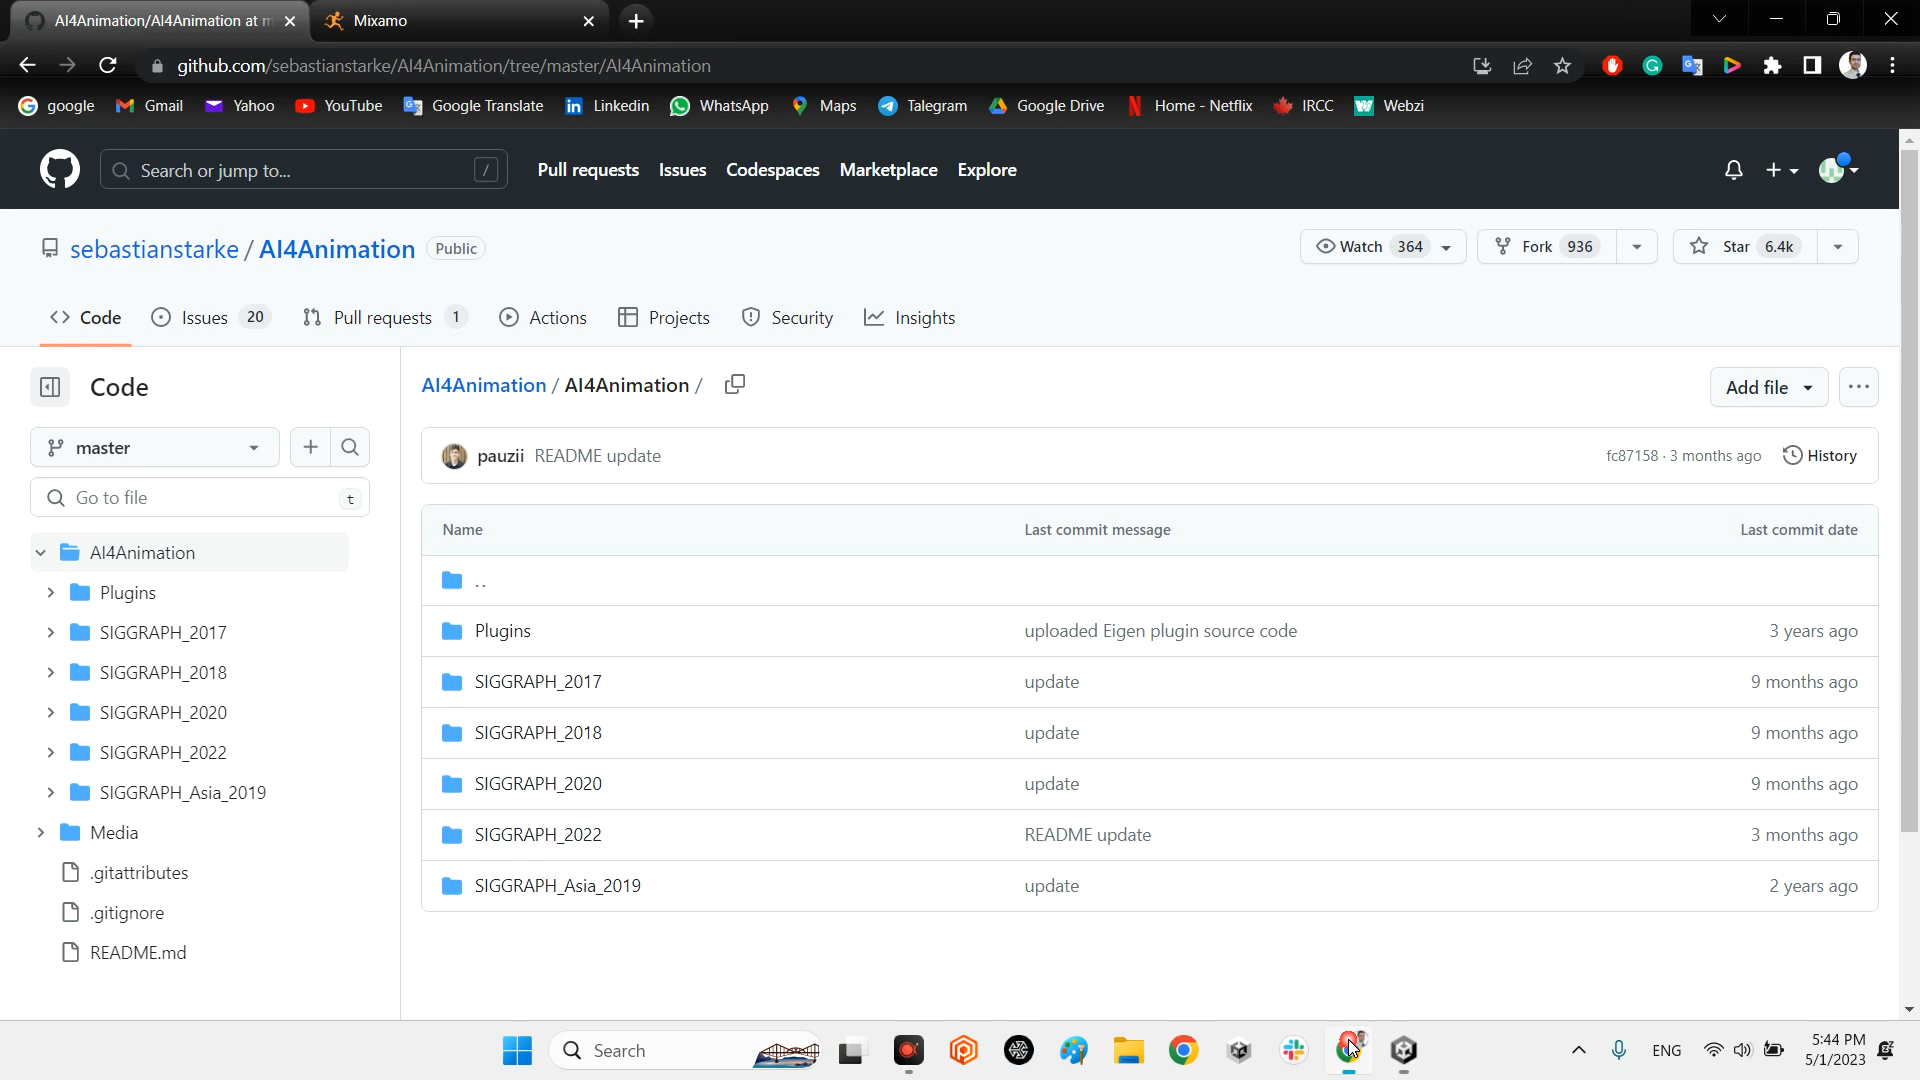 AI4Animation/AI4Animation at m
Mixamo
github.com/sebastianstarke/AI4Animation/tree/master/AI4Animation
google
Gmail
Yahoo
YouTube
Google Translate
Linkedin
WhatsApp
Maps
Telegram
Google Drive
Home - Netflix
IRCC
Webzi
Search or jump to...
/
Pull requests
Issues
Codespaces
Marketplace
Explore
sebastianstarke / AI4Animation
Public
Watch 364
Fork 936
Star 6.4k
Code
Issues 20
Pull requests 1
Actions
Projects
Security
Insights
Code
master
Go to file
t
AI4Animation
Plugins
SIGGRAPH_2017
SIGGRAPH_2018
SIGGRAPH_2020
SIGGRAPH_2022
SIGGRAPH_Asia_2019
Media
.gitattributes
.gitignore
README.md
AI4Animation / AI4Animation /
Add file
pauzii README update
fc87158 · 3 months ago
History
Name Last commit message Last commit date
..
Plugins uploaded Eigen plugin source code 3 years ago
SIGGRAPH_2017 update 9 months ago
SIGGRAPH_2018 update 9 months ago
SIGGRAPH_2020 update 9 months ago
SIGGRAPH_2022 README update 3 months ago
SIGGRAPH_Asia_2019 update 2 years ago
Search
ENG
5:44 PM
5/1/2023